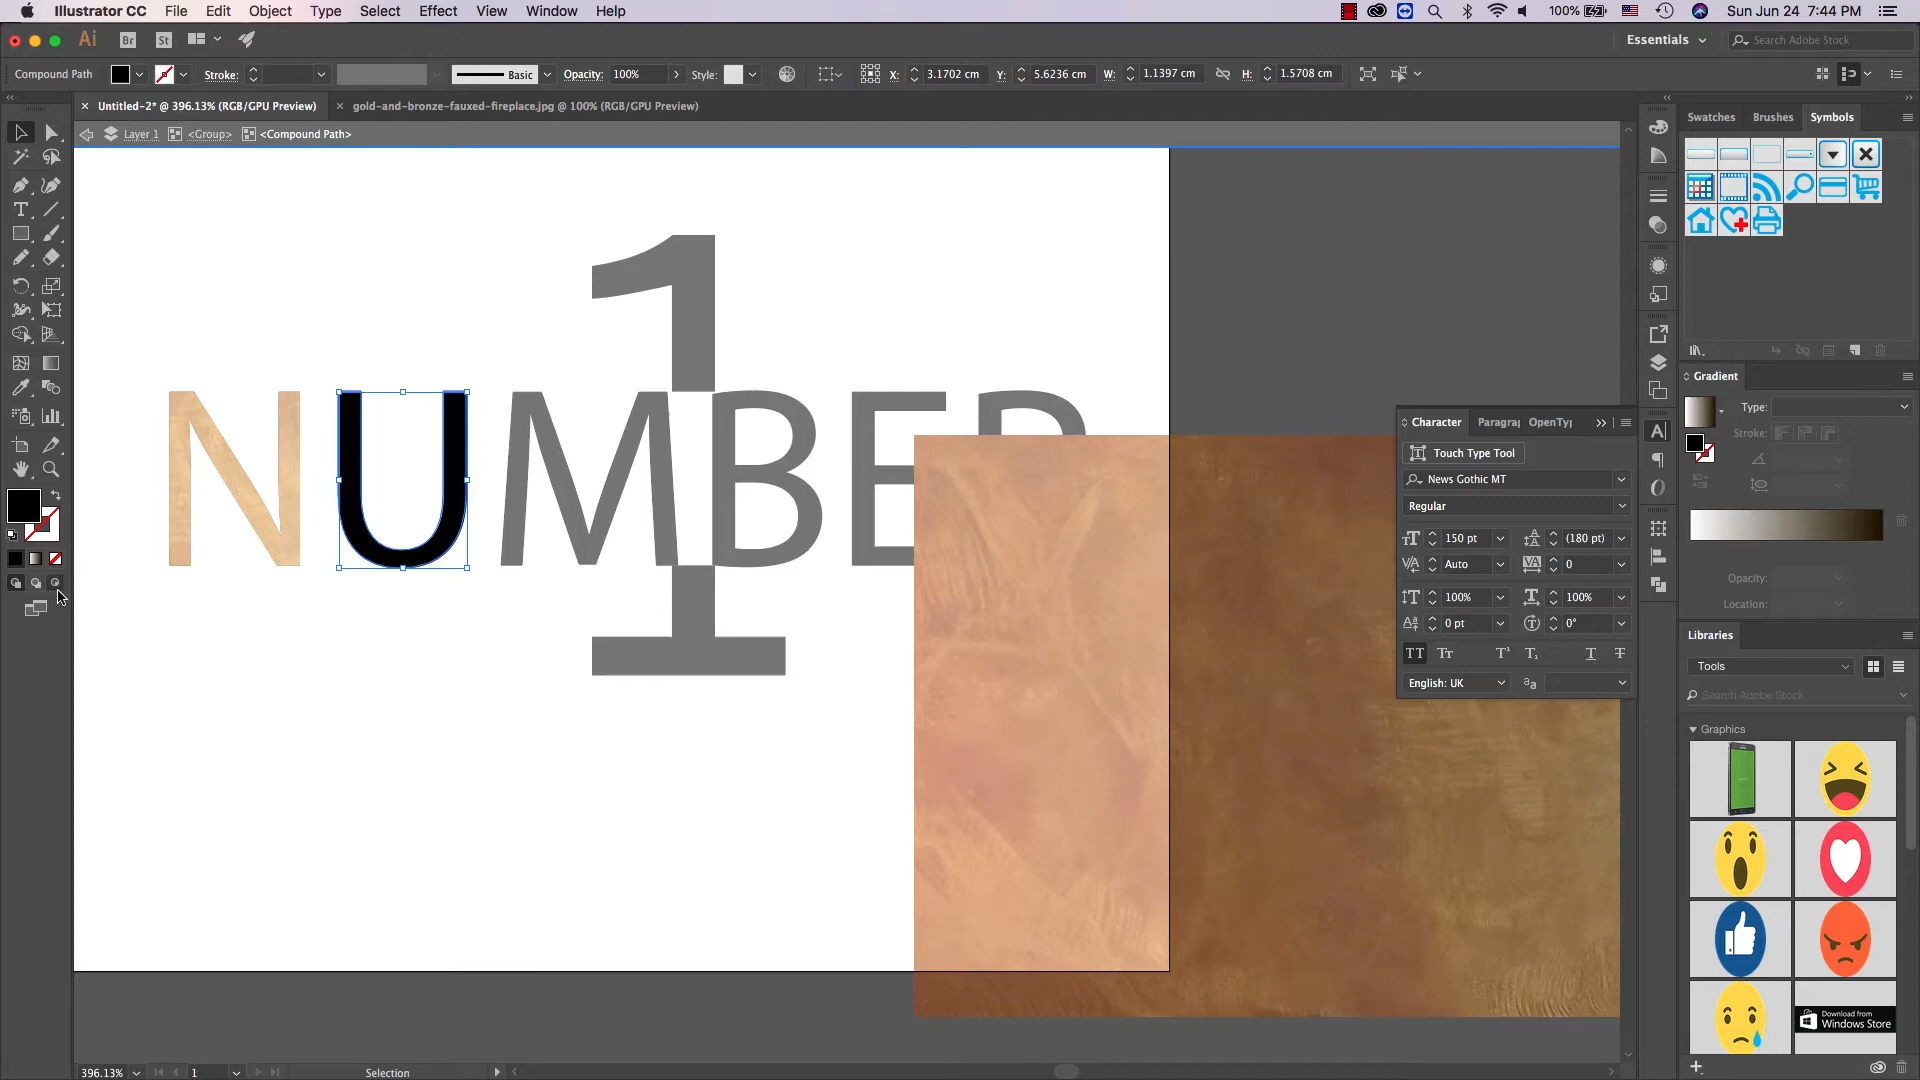 Illustrator CC File Edit Object Type Select Effect View Window Help
100% Sun Jun 24 7:44 PM
Ai Br St Essentials Search Adobe Stock
Compound Path Stroke: Basic Opacity: 100% Style: X: 3.1702 cm Y: 5.6236 cm W: 1.1397 cm H: 1.5708 cm
Untitled-2* @ 396.13% (RGB/GPU Preview) gold-and-bronze-fauxed-fireplace.jpg @ 100% (RGB/GPU Preview)
Layer 1 <Group> <Compound Path>
Swatches Brushes Symbols
1
NUMBER
Gradient
Type:
Stroke:
Opacity:
Location:
Character Paragra OpenTy
Touch Type Tool
News Gothic MT
Regular
150 pt (180 pt)
Auto 0
100% 100%
0 pt 0°
English: UK
Libraries
Tools
Search Adobe Stock
Graphics
Download from
Windows Store
396.13% 1 Selection